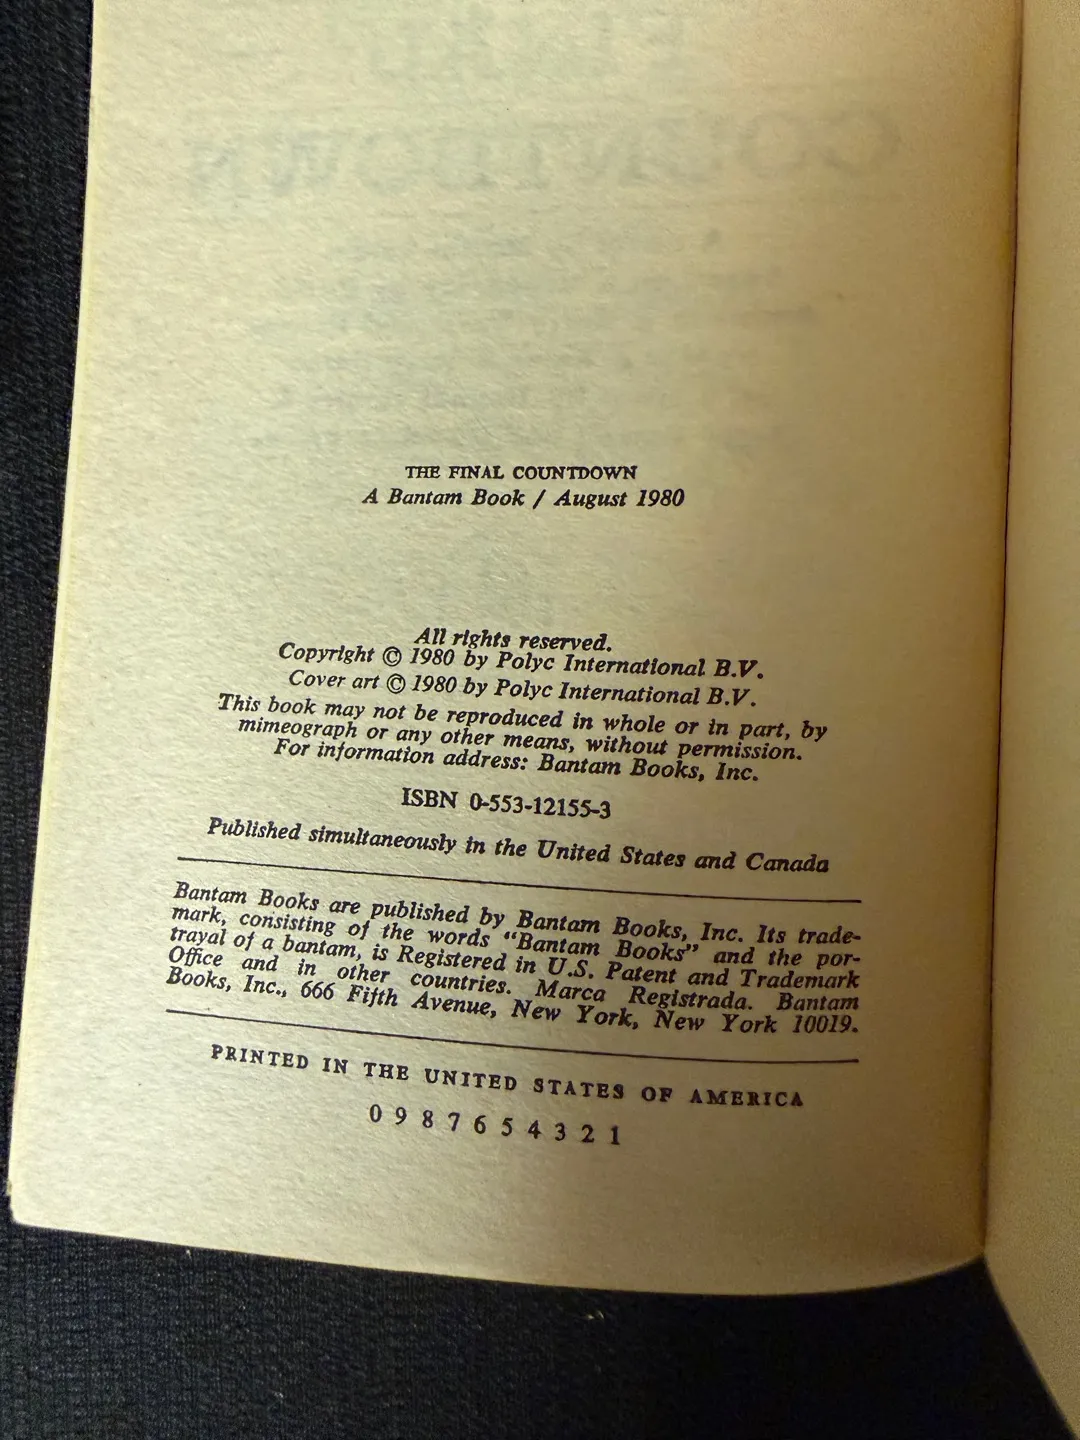 THE FINAL COUNTDOWN
A Bantam Book / August 1980
All rights reserved.
Copyright © 1980 by Polyc International B.V.
Cover art © 1980 by Polyc International B.V.
This book may not be reproduced in whole or in part, by
mimeograph or any other means, without permission.
For information address: Bantam Books, Inc.
ISBN 0-553-12155-3
Published simultaneously in the United States and Canada
Bantam Books are published by Bantam Books, Inc. Its trade-
mark, consisting of the words "Bantam Books" and the por-
trayal of a bantam, is Registered in U.S. Patent and Trademark
Office and in other countries. Marca Registrada. Bantam
Books, Inc., 666 Fifth Avenue, New York, New York 10019.
PRINTED IN THE UNITED STATES OF AMERICA
0 9 8 7 6 5 4 3 2 1